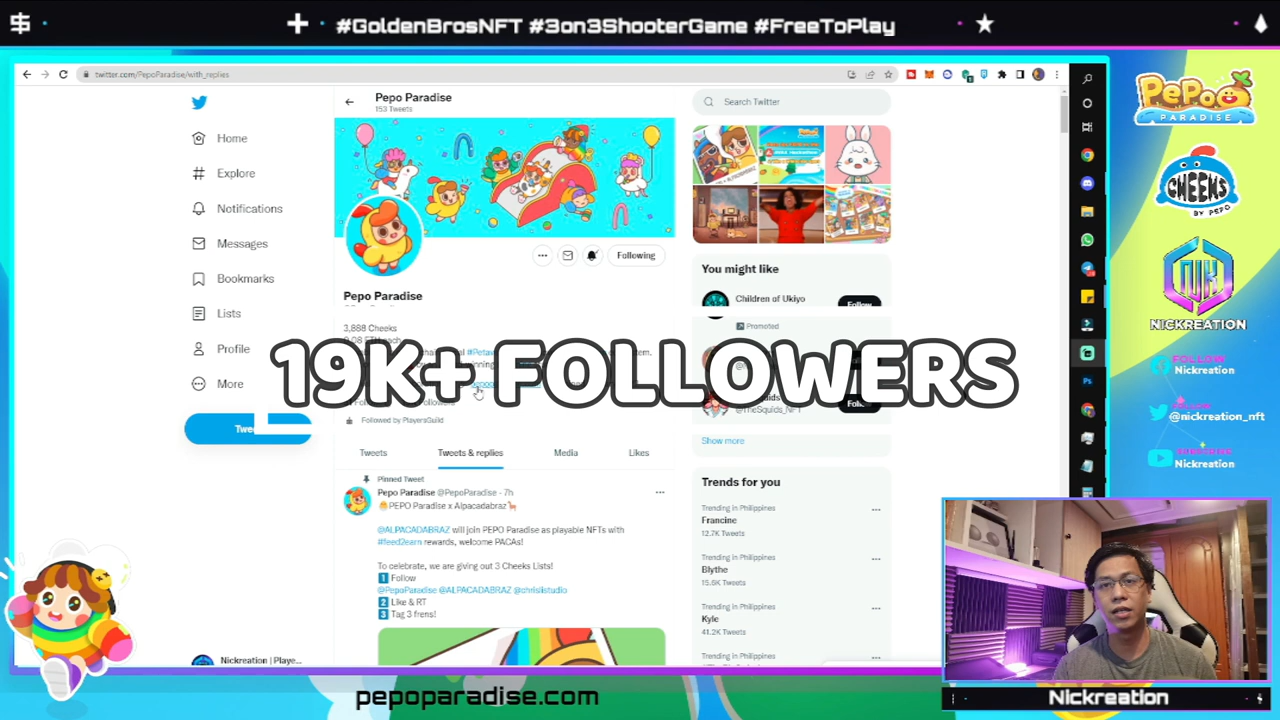 #GoldenBrosNFT #3on3ShooterGame #FreeToPlay
twitter.com/PepoParadise/with_replies
Pepo Paradise
153 Tweets
Search Twitter
Home
Explore
Notifications
Messages
Bookmarks
Lists
Profile
More
Twee
Following
Pepo Paradise
3,888 Cheeks
19K+ FOLLOWERS
Followed by PlayersGuild
Tweets
Tweets & replies
Media
Likes
Pinned Tweet
Pepo Paradise @PepoParadise · 7h
PEPO Paradise x Alpacadabraz
@ALPACADABRAZ will join PEPO Paradise as playable NFTs with
#feed2earn rewards, welcome PACAs!
To celebrate, we are giving out 3 Cheeks Lists!
1 Follow
@PepoParadise @ALPACADABRAZ @chrisiistudio
2 Like & RT
3 Tag 3 frens!
You might like
Children of Ukiyo
Follow
Promoted
@TheSquids_NFT
Show more
Trends for you
Trending in Philippines
Francine
12.7K Tweets
Trending in Philippines
Blythe
15.6K Tweets
Trending in Philippines
Kyle
41.2K Tweets
Trending in Philippines
Nickreation | Playe...
PEPO
PARADISE
CHEEKS
BY PEPO
NICKREATION
FOLLOW
Nickreation
@nickreation_nft
SUBSCRIBE
Nickreation
pepoparadise.com
Nickreation